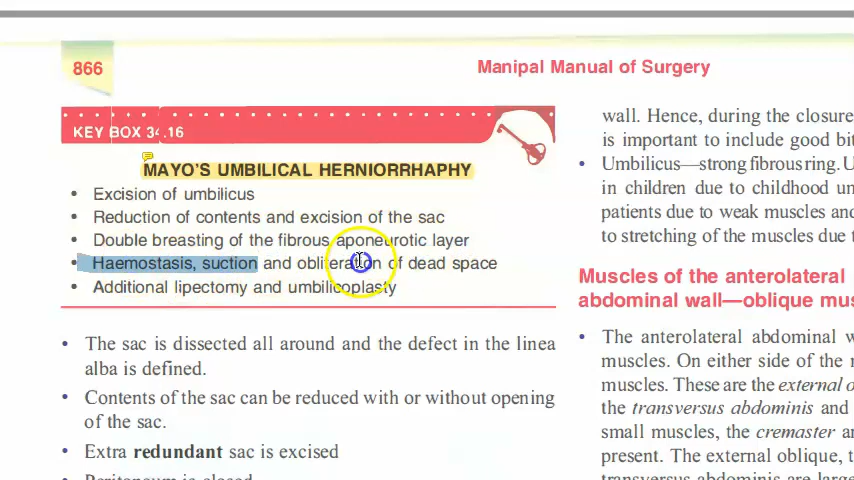 866
Manipal Manual of Surgery
KEY BOX 34.16
MAYO'S UMBILICAL HERNIORRHAPHY
• Excision of umbilicus
• Reduction of contents and excision of the sac
• Double breasting of the fibrous aponeurotic layer
• Haemostasis, suction and obliteration of dead space
• Additional lipectomy and umbilicoplasty
• The sac is dissected all around and the defect in the linea
alba is defined.
• Contents of the sac can be reduced with or without opening
of the sac.
• Extra redundant sac is excised
• Peritoneum is closed
wall. Hence, during the closure
is important to include good
• Umbilicus—strong fibrous ring.
in children due to childhood
patients due to weak muscles and
to stretching of the muscles due
Muscles of the anterolateral
abdominal wall—oblique
• The anterolateral abdominal
muscles. On either side of the
muscles. These are the external
the transversus abdominis and
small muscles, the cremaster
present. The external oblique,
transversus abdominis are